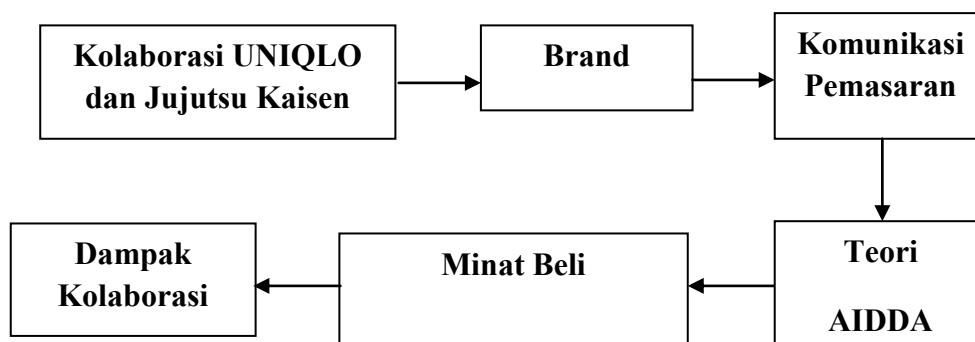 Kolaborasi UNIQLO
dan Jujutsu Kaisen
Brand
Komunikasi
Pemasaran
Teori
AIDDA
Minat Beli
Dampak
Kolaborasi